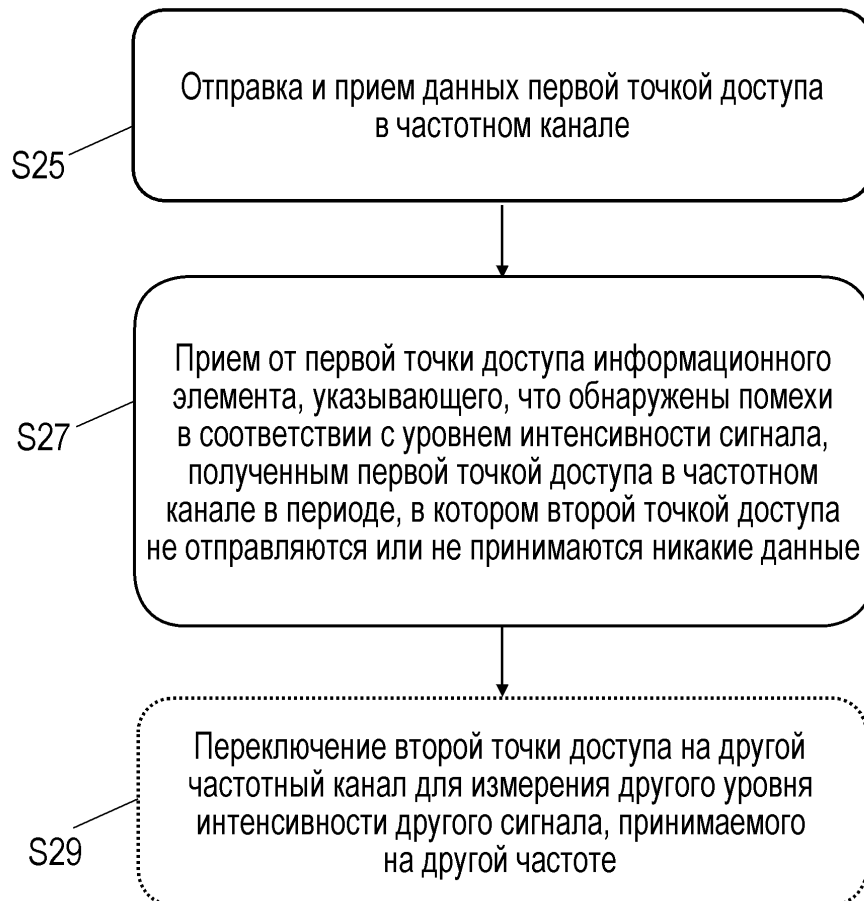 Отправка и прием данных первой точкой доступа
в частотном канале
S25
Прием от первой точки доступа информационного
элемента, указывающего, что обнаружены помехи
в соответствии с уровнем интенсивности сигнала,
полученным первой точкой доступа в частотном
канале в периоде, в котором второй точкой доступа
не отправляются или не принимаются никакие данные
S27
Переключение второй точки доступа на другой
частотный канал для измерения другого уровня
интенсивности другого сигнала, принимаемого
на другой частоте
S29